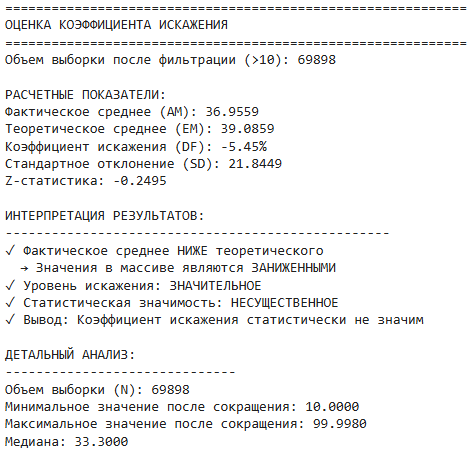 ============================================================
ОЦЕНКА КОЭФФИЦИЕНТА ИСКАЖЕНИЯ
============================================================
Объем выборки после фильтрации (>10): 69898

РАСЧЕТНЫЕ ПОКАЗАТЕЛИ:
Фактическое среднее (AM): 36.9559
Теоретическое среднее (EM): 39.0859
Коэффициент искажения (DF): -5.45%
Стандартное отклонение (SD): 21.8449
Z-статистика: -0.2495

ИНТЕРПРЕТАЦИЯ РЕЗУЛЬТАТОВ:
--------------------------------------------------
✓ Фактическое среднее НИЖЕ теоретического
→ Значения в массиве являются ЗАНИЖЕННЫМИ
✓ Уровень искажения: ЗНАЧИТЕЛЬНОЕ
✓ Статистическая значимость: НЕСУЩЕСТВЕННОЕ
✓ Вывод: Коэффициент искажения статистически не значим

ДЕТАЛЬНЫЙ АНАЛИЗ:
------------------------------
Объем выборки (N): 69898
Минимальное значение после сокращения: 10.0000
Максимальное значение после сокращения: 99.9980
Медиана: 33.3000